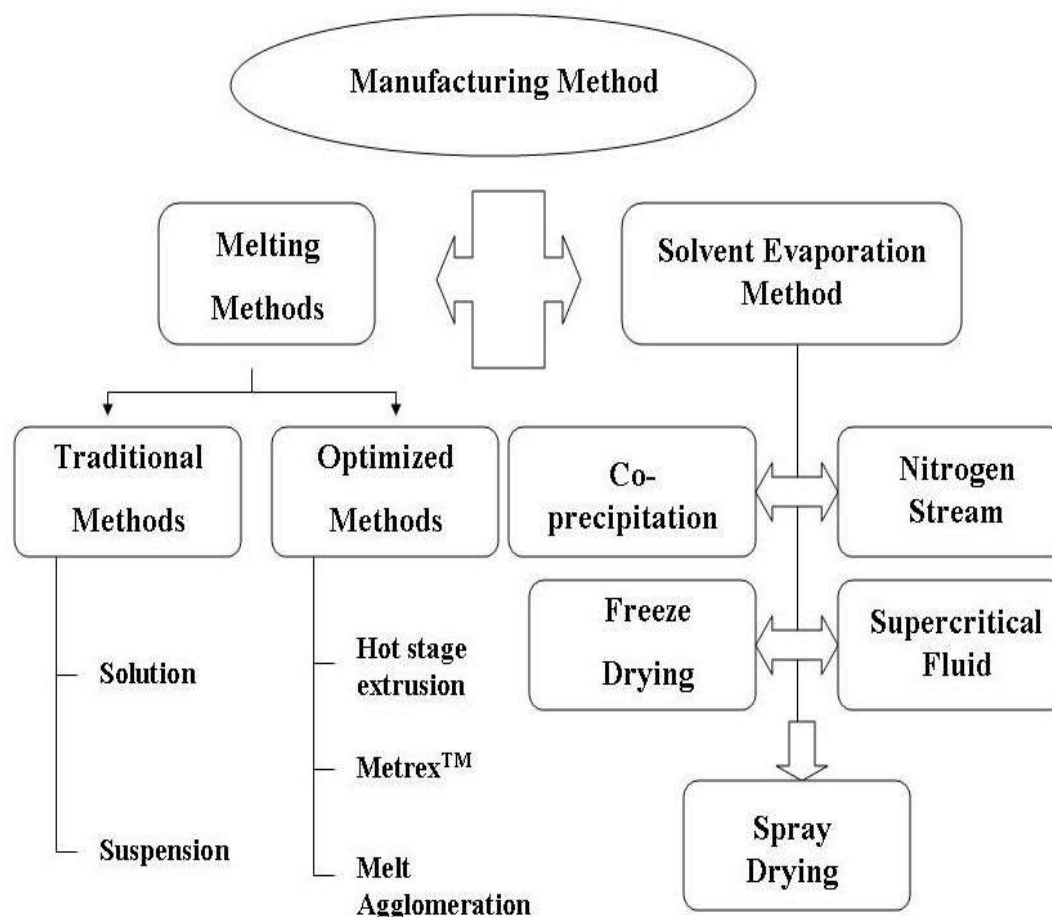 Manufacturing Method
Melting
Methods
Solvent Evaporation
Method
Traditional
Methods
Optimized
Methods
Co-
precipitation
Nitrogen
Stream
Solution
Suspension
Hot stage
extrusion
Metrex™
Melt
Agglomeration
Freeze
Drying
Supercritical
Fluid
Spray
Drying